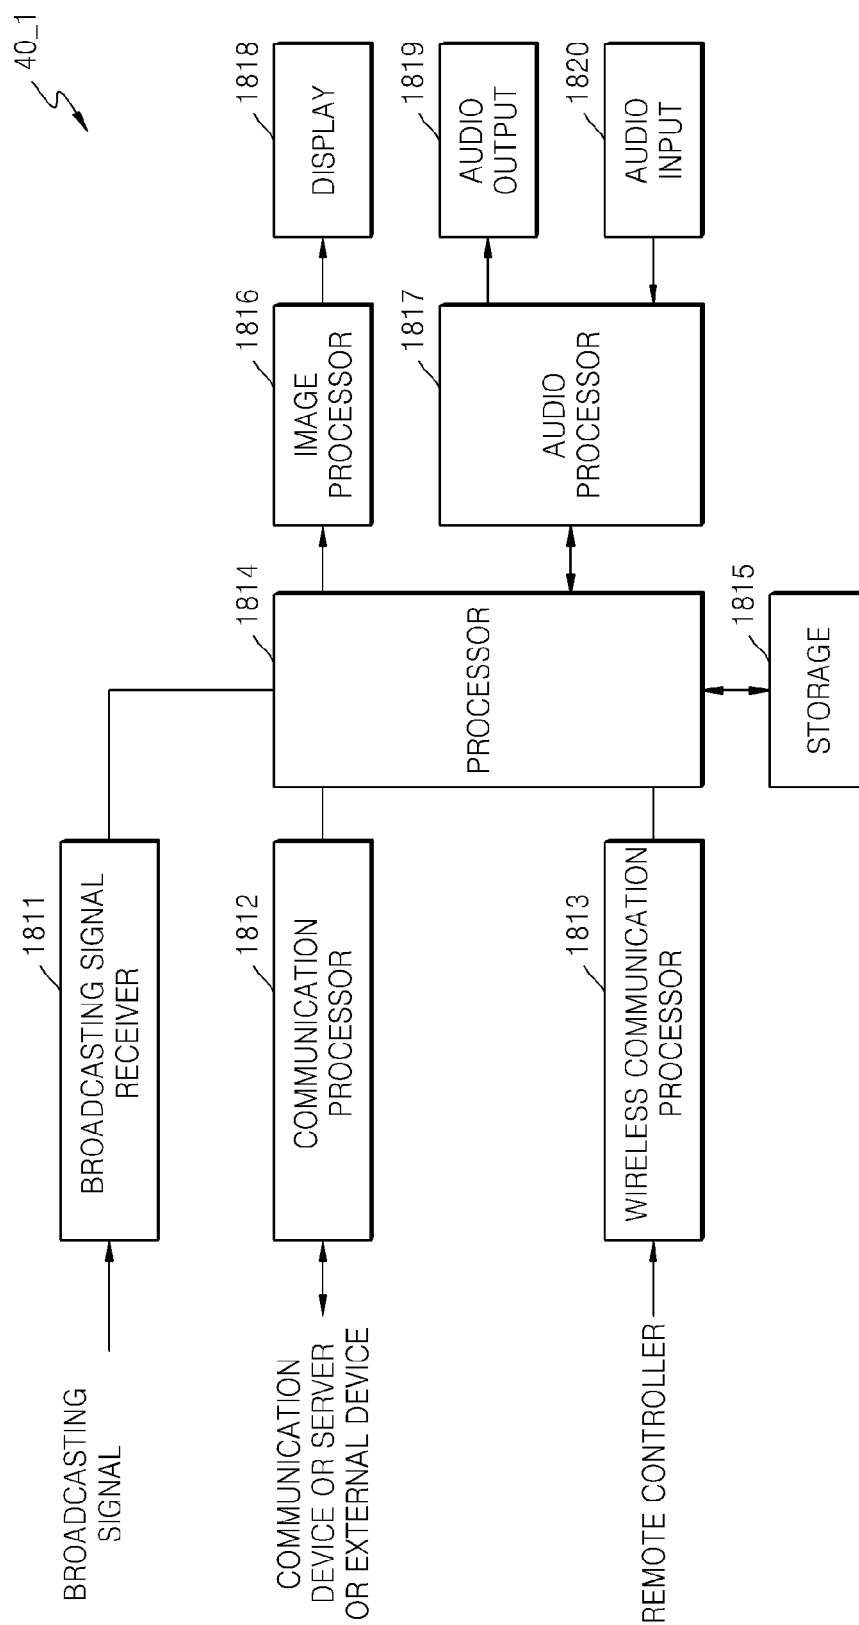 40_1
BROADCASTING
SIGNAL
1811
BROADCASTING SIGNAL
RECEIVER
COMMUNICATION
DEVICE OR SERVER
OR EXTERNAL DEVICE
1812
COMMUNICATION
PROCESSOR
REMOTE CONTROLLER
1813
WIRELESS COMMUNICATION
PROCESSOR
1814
PROCESSOR
1815
STORAGE
1816
IMAGE
PROCESSOR
1818
DISPLAY
1817
AUDIO
PROCESSOR
1819
AUDIO
OUTPUT
1820
AUDIO
INPUT